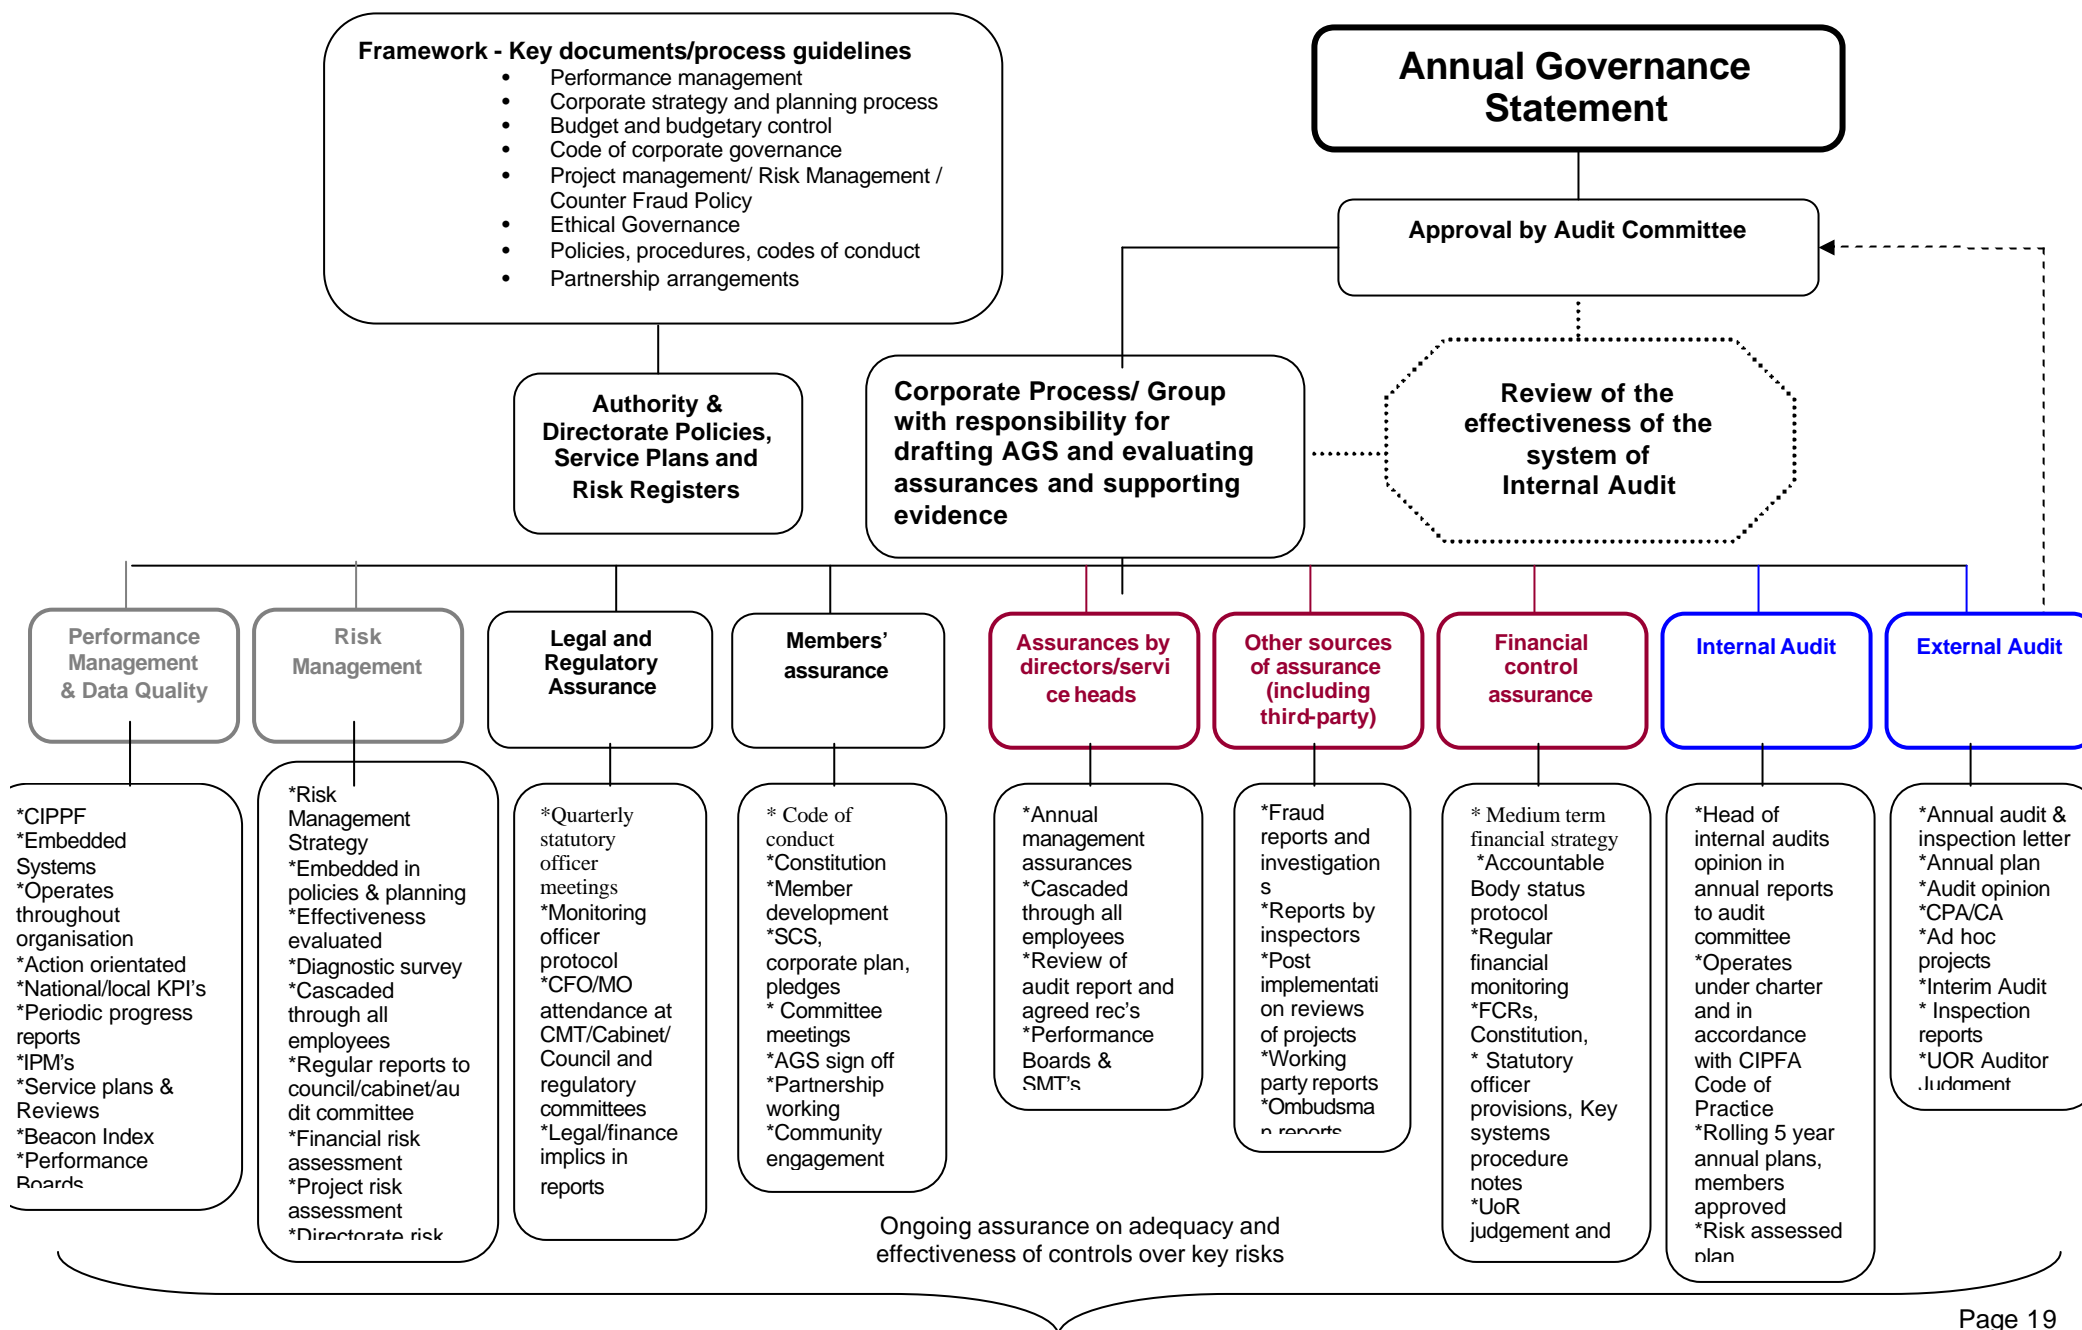 Framework - Key documents/process guidelines
• Performance management
• Corporate strategy and planning process
• Budget and budgetary control
• Code of corporate governance
• Project management/ Risk Management /
Counter Fraud Policy
• Ethical Governance
• Policies, procedures, codes of conduct
• Partnership arrangements
Annual Governance
Statement
Approval by Audit Committee
Authority &
Directorate Policies,
Service Plans and
Risk Registers
Corporate Process/ Group
with responsibility for
drafting AGS and evaluating
assurances and supporting
evidence
Review of the
effectiveness of the
system of
Internal Audit
Performance
Management
& Data Quality
Risk
Management
Legal and
Regulatory
Assurance
Members’
assurance
Assurances by
directors/servi
ce heads
Other sources
of assurance
(including
third-party)
Financial
control
assurance
Internal Audit
External Audit
*CIPPF
*Embedded
Systems
*Operates
throughout
organisation
*Action orientated
*National/local KPI’s
*Periodic progress
reports
*IPM’s
*Service plans &
Reviews
*Beacon Index
*Performance
Boards
*Risk
Management
Strategy
*Embedded in
policies & planning
*Effectiveness
evaluated
*Diagnostic survey
*Cascaded
through all
employees
*Regular reports to
council/cabinet/au
dit committee
*Financial risk
assessment
*Project risk
assessment
*Directorate risk
*Quarterly
statutory
officer
meetings
*Monitoring
officer
protocol
*CFO/MO
attendance at
CMT/Cabinet/
Council and
regulatory
committees
*Legal/finance
implics in
reports
* Code of
conduct
*Constitution
*Member
development
*SCS,
corporate plan,
pledges
* Committee
meetings
*AGS sign off
*Partnership
working
*Community
engagement
*Annual
management
assurances
*Cascaded
through all
employees
*Review of
audit report and
agreed rec’s
*Performance
Boards &
SMT’s
*Fraud
reports and
investigation
s
*Reports by
inspectors
*Post
implementati
on reviews
of projects
*Working
party reports
*Ombudsma
n reports
* Medium term
financial strategy
*Accountable
Body status
protocol
*Regular
financial
monitoring
*FCRs,
Constitution,
* Statutory
officer
provisions, Key
systems
procedure
notes
*UoR
judgement and
*Head of
internal audits
opinion in
annual reports
to audit
committee
*Operates
under charter
and in
accordance
with CIPFA
Code of
Practice
*Rolling 5 year
annual plans,
members
approved
*Risk assessed
plan
*Annual audit &
inspection letter
*Annual plan
*Audit opinion
*CPA/CA
*Ad hoc
projects
*Interim Audit
* Inspection
reports
*UOR Auditor
Judgment
Ongoing assurance on adequacy and
effectiveness of controls over key risks
Page 19